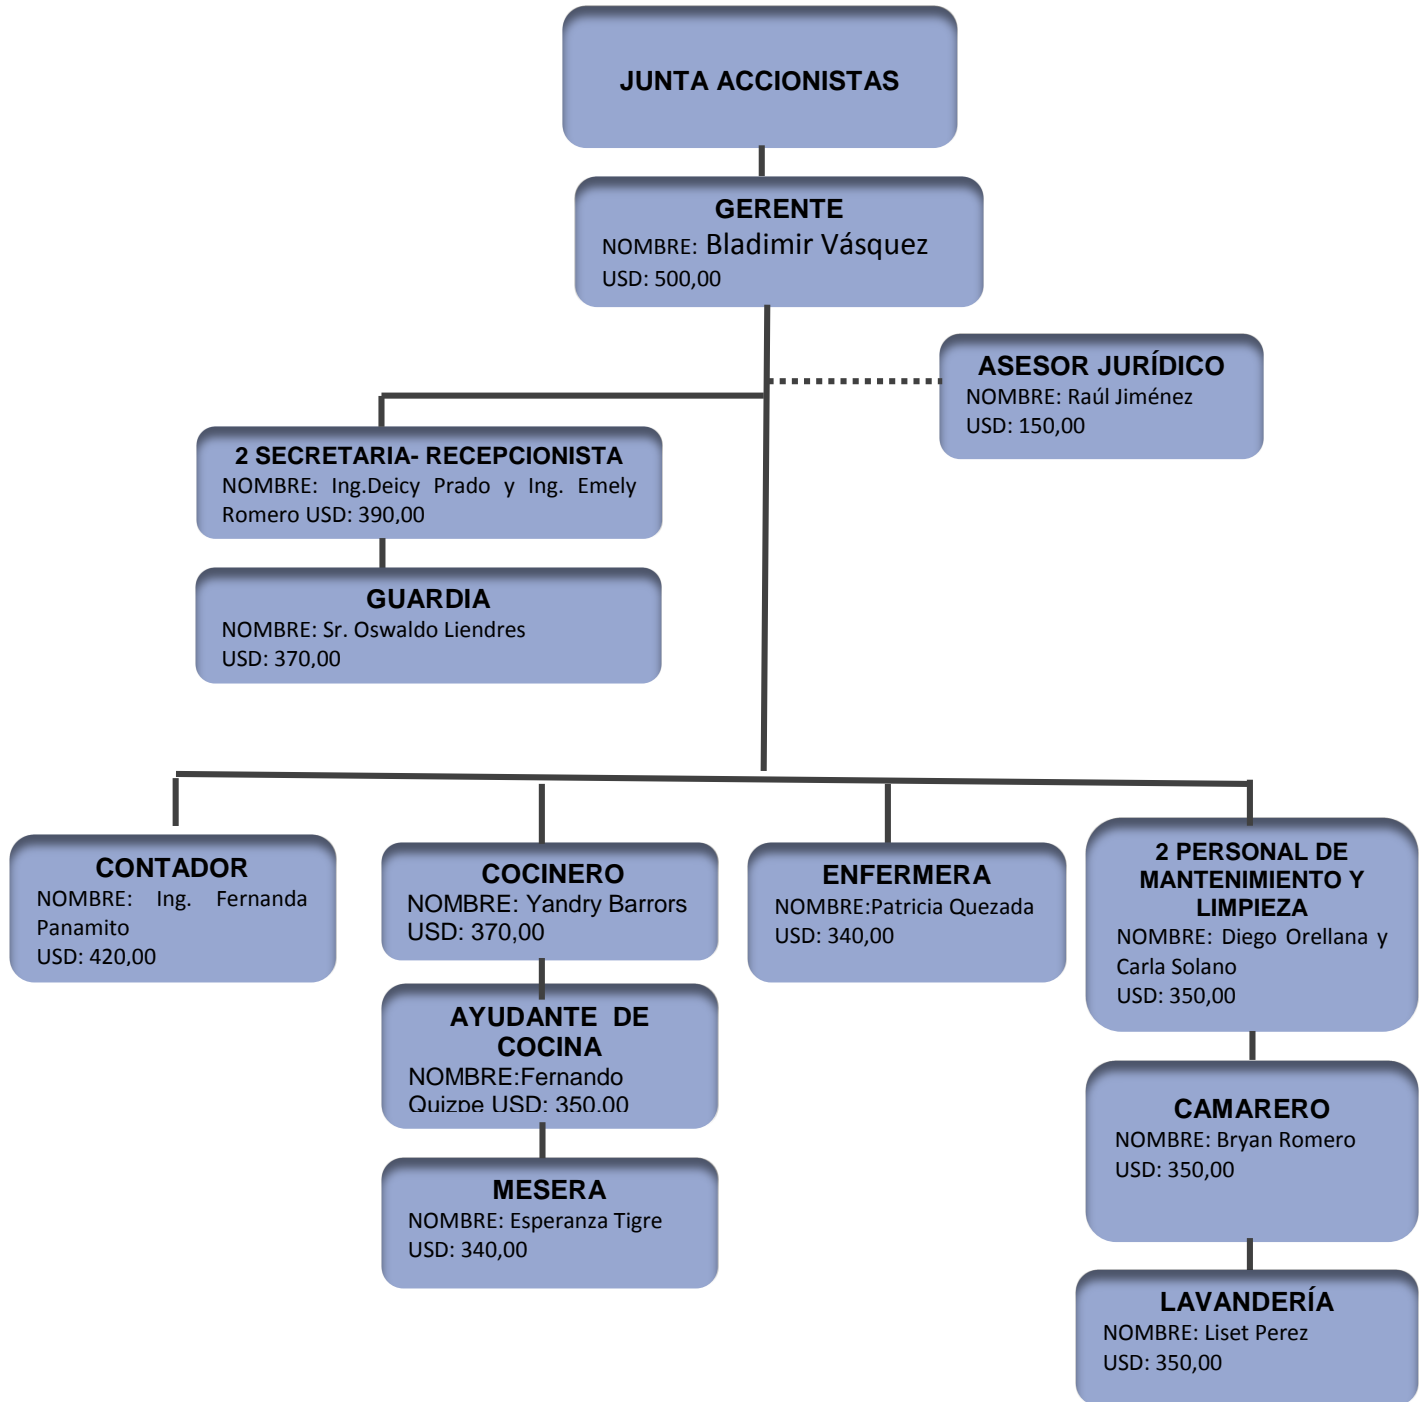 JUNTA ACCIONISTAS
GERENTE
NOMBRE: Bladimir Vásquez
USD: 500,00
ASESOR JURÍDICO
NOMBRE: Raúl Jiménez
USD: 150,00
2 SECRETARIA- RECEPCIONISTA
NOMBRE: Ing.Deicy Prado y Ing. Emely
Romero USD: 390,00
GUARDIA
NOMBRE: Sr. Oswaldo Liendres
USD: 370,00
CONTADOR
NOMBRE: Ing. Fernanda
Panamito
USD: 420,00
COCINERO
NOMBRE: Yandry Barrors
USD: 370,00
AYUDANTE DE
COCINA
NOMBRE:Fernando
Quizpe USD: 350.00
MESERA
NOMBRE: Esperanza Tigre
USD: 340,00
ENFERMERA
NOMBRE:Patricia Quezada
USD: 340,00
2 PERSONAL DE
MANTENIMIENTO Y
LIMPIEZA
NOMBRE: Diego Orellana y
Carla Solano
USD: 350,00
CAMARERO
NOMBRE: Bryan Romero
USD: 350,00
LAVANDERÍA
NOMBRE: Liset Perez
USD: 350,00